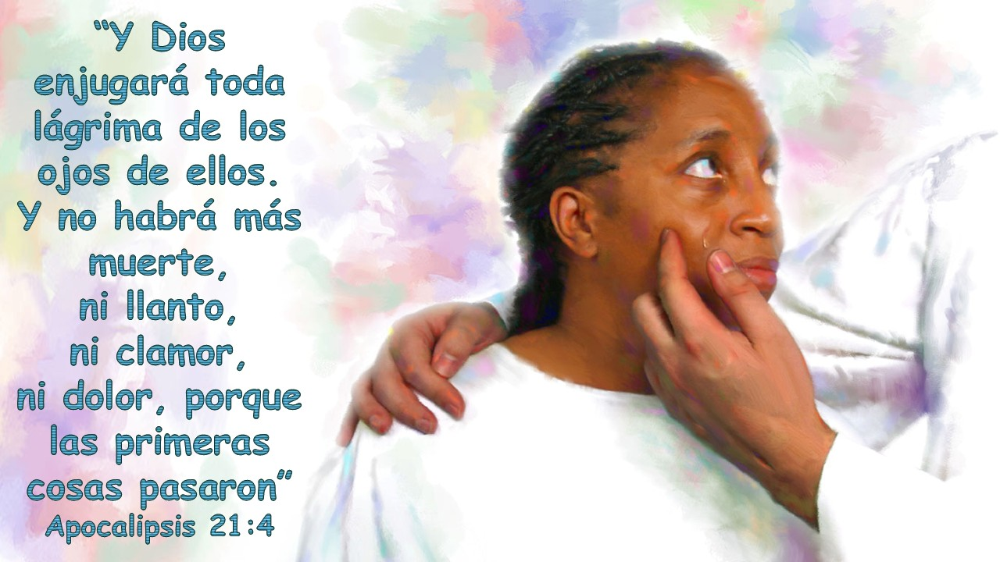 “Y Dios
enjugará toda
lágrima de los
ojos de ellos.
Y no habrá más
muerte,
ni llanto,
ni clamor,
ni dolor, porque
las primeras
cosas pasaron”
Apocalipsis 21:4